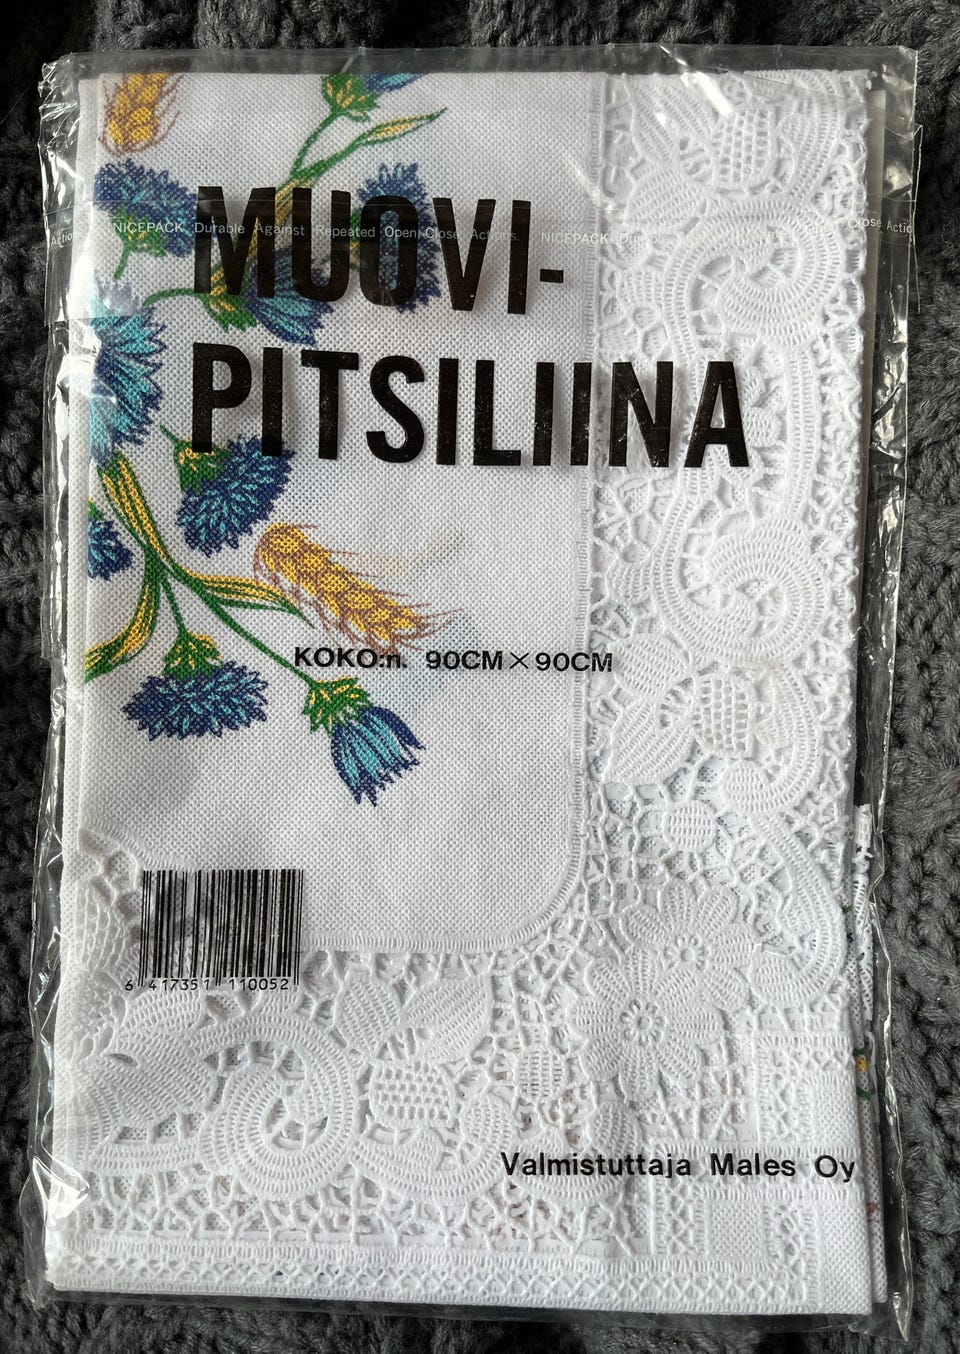 NICEPACK Durable Against Repeated Open Close Actions. NICEPACK
MUOVI-
PITSILIINA
KOKO:n. 90CM×90CM
6 417351 110052
Valmistuttaja Males Oy